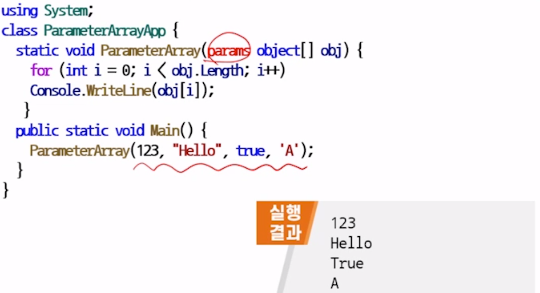 using System;
class ParameterArrayApp {
static void ParameterArray(params object[] obj) {
for (int i = 0; i < obj.Length; i++)
Console.WriteLine(obj[i]);
}
public static void Main() {
ParameterArray(123, "Hello", true, 'A');
}
}
실행
결과
123
Hello
True
A